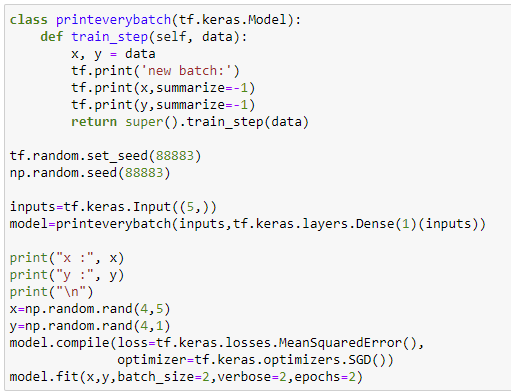 class printeverybatch(tf.keras.Model):
    def train_step(self, data):
        x, y = data
        tf.print('new batch:')
        tf.print(x,summarize=-1)
        tf.print(y,summarize=-1)
        return super().train_step(data)

tf.random.set_seed(88883)
np.random.seed(88883)

inputs=tf.keras.Input((5,))
model=printeverybatch(inputs,tf.keras.layers.Dense(1)(inputs))

print("x :", x)
print("y :", y)
print("\n")
x=np.random.rand(4,5)
y=np.random.rand(4,1)
model.compile(loss=tf.keras.losses.MeanSquaredError(),
              optimizer=tf.keras.optimizers.SGD())
model.fit(x,y,batch_size=2,verbose=2,epochs=2)